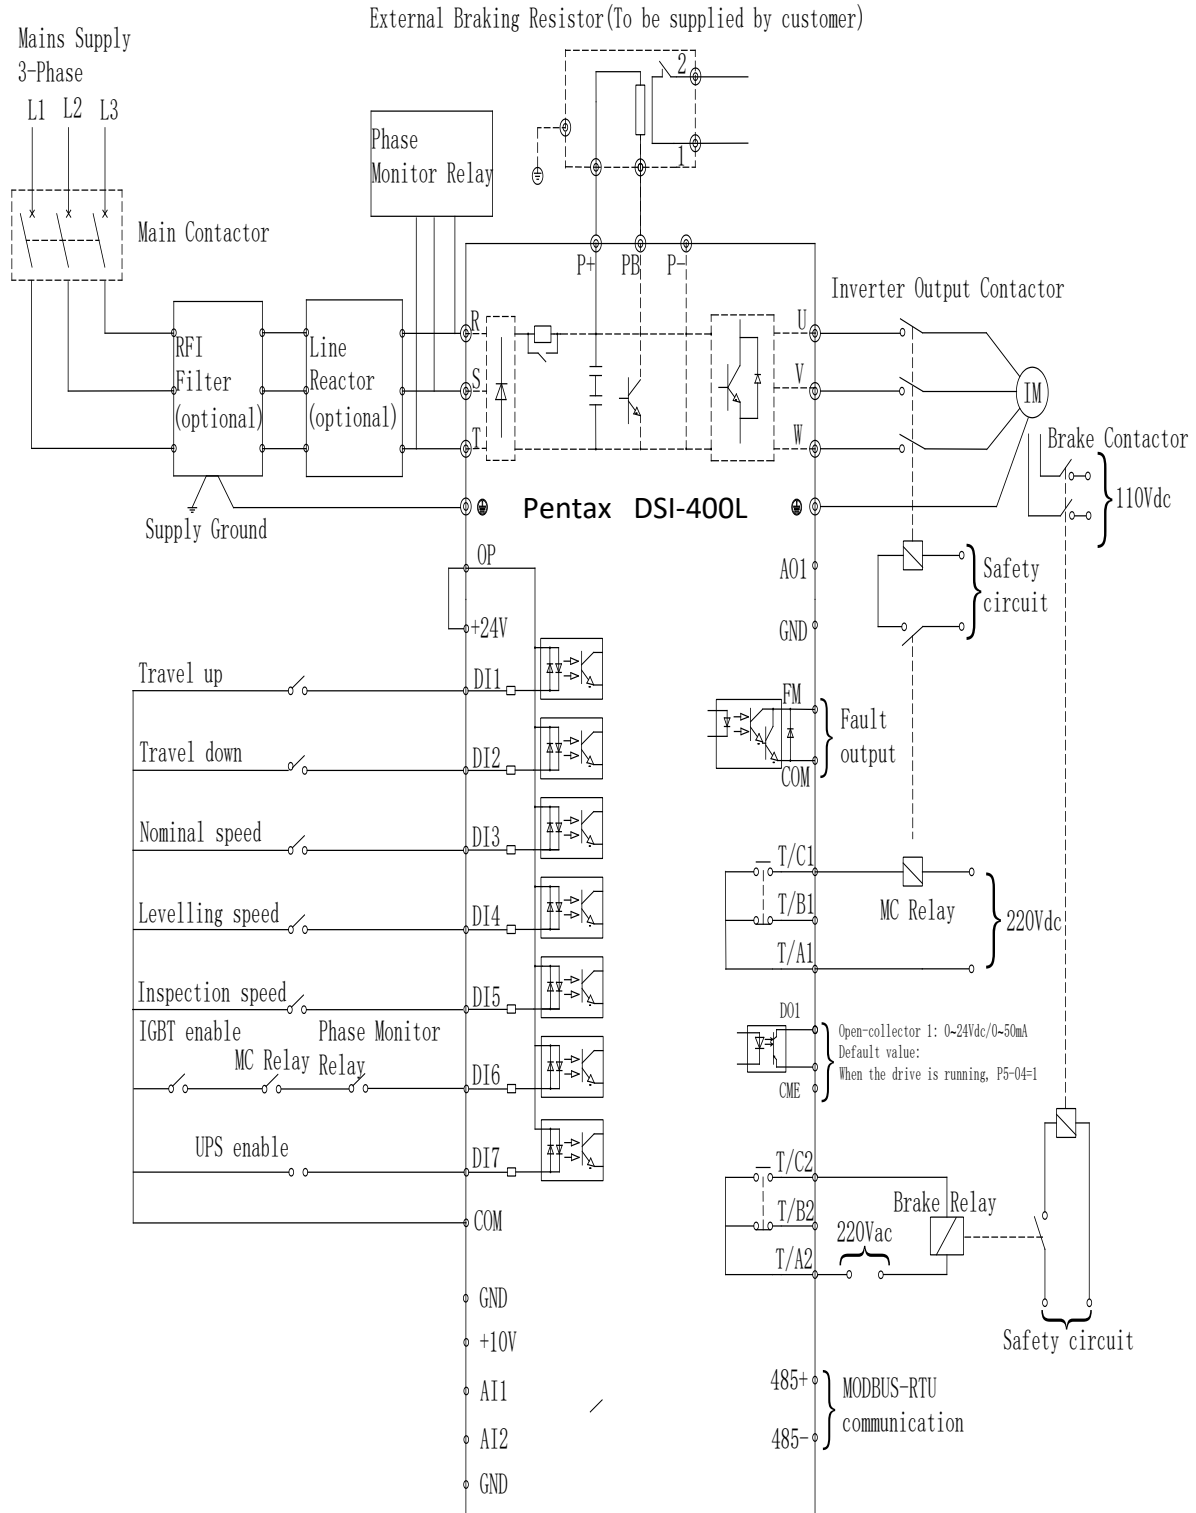 External Braking Resistor(To be supplied by customer)
Mains Supply
3-Phase
L1 L2 L3
2
1
Phase
Monitor Relay
Main Contactor
P+ PB P-
Inverter Output Contactor
R
S
T
U
V
W
RFI
Filter
(optional)
Line
Reactor
(optional)
IM
Brake Contactor
110Vdc
Supply Ground
Pentax DSI-400L
OP
+24V
AO1
GND
Safety
circuit
Travel up
DI1
FM
COM
Fault
output
Travel down
DI2
Nominal speed
DI3
T/C1
T/B1
T/A1
MC Relay
220Vdc
Levelling speed
DI4
Inspection speed
DI5
DO1
CME
Open-collector 1: 0~24Vdc/0~50mA
Default value:
When the drive is running, P5-04=1
IGBT enable
MC Relay
Phase Monitor
Relay
DI6
UPS enable
DI7
T/C2
T/B2
T/A2
Brake Relay
220Vac
COM
GND
+10V
AI1
AI2
GND
Safety circuit
485+
485-
MODBUS-RTU
communication